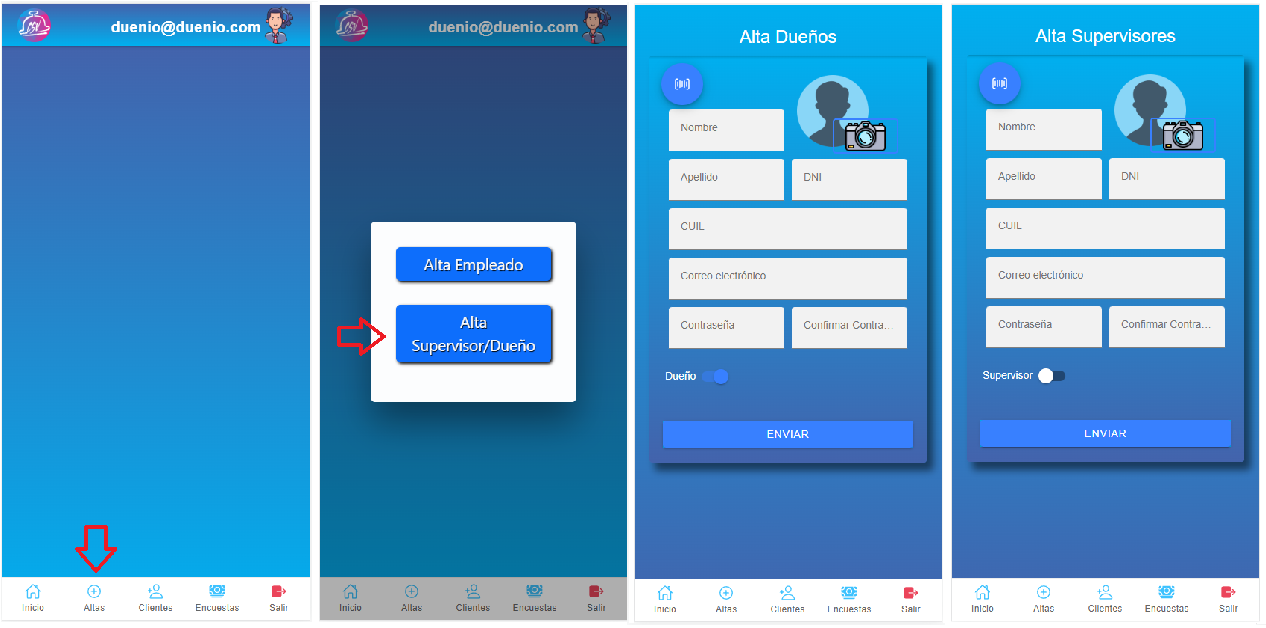 duenio@duenio.com
Inicio
Altas
Clientes
Encuestas
Salir
duenio@duenio.com
Alta Empleado
Alta
Supervisor/Dueño
Inicio
Altas
Clientes
Encuestas
Salir
Alta Dueños
Nombre
Apellido DNI
CUIL
Correo electrónico
Contraseña Confirmar Contra...
Dueño
ENVIAR
Inicio
Altas
Clientes
Encuestas
Salir
Alta Supervisores
Nombre
Apellido DNI
CUIL
Correo electrónico
Contraseña Confirmar Contra...
Supervisor
ENVIAR
Inicio
Altas
Clientes
Encuestas
Salir